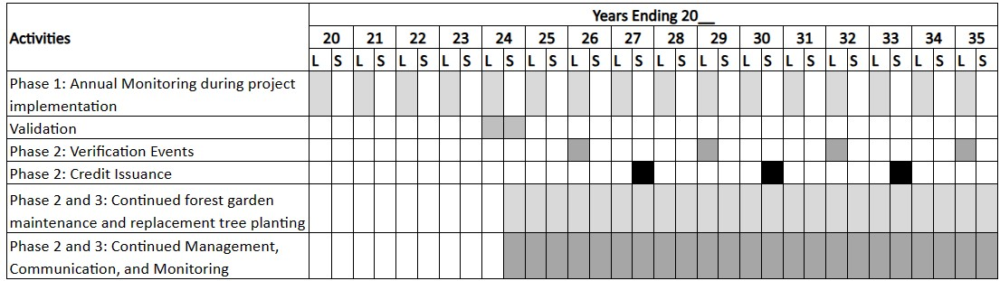 Years Ending 20__
Activities
20 21 22 23 24 25 26 27 28 29 30 31 32 33 34 35
L S L S L S L S L S L S L S L S L S L S L S L S L S L S L S L S
Phase 1: Annual Monitoring during project
implementation
Validation
Phase 2: Verification Events
Phase 2: Credit Issuance
Phase 2 and 3: Continued forest garden
maintenance and replacement tree planting
Phase 2 and 3: Continued Management,
Communication, and Monitoring